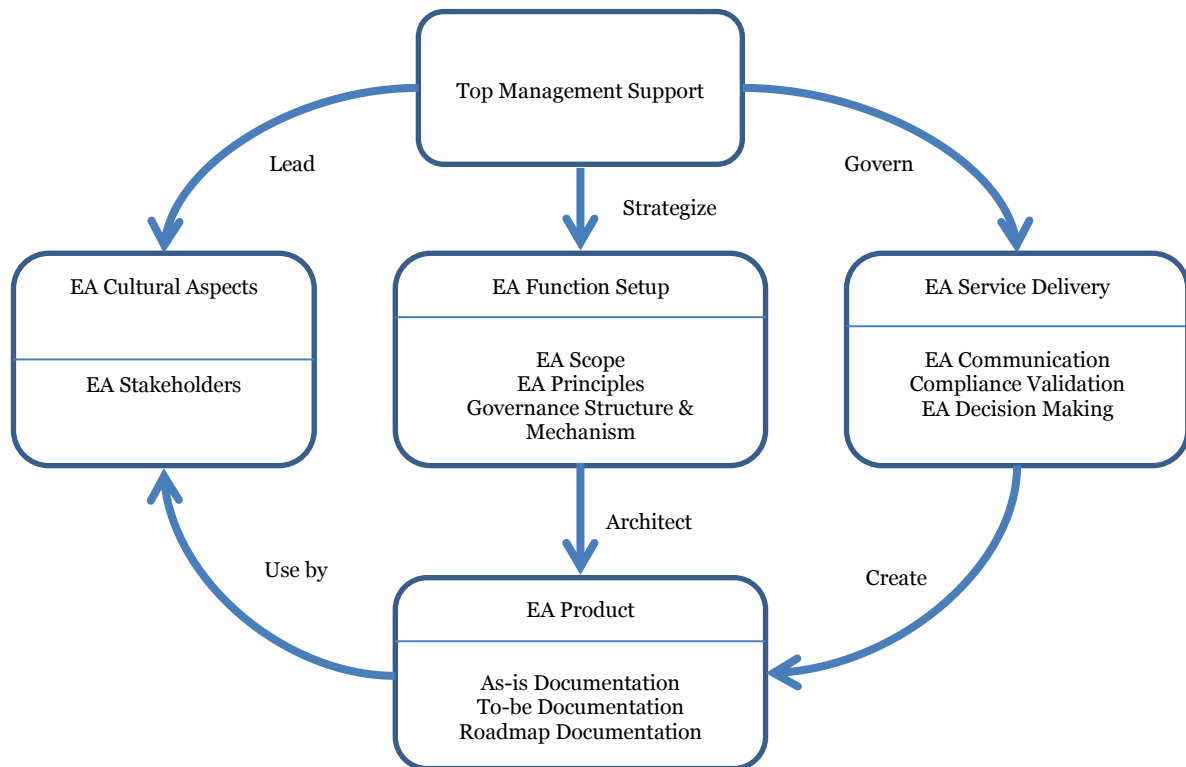 Top Management Support
Lead
Govern
Strategize
EA Cultural Aspects
EA Stakeholders
EA Function Setup
EA Scope
EA Principles
Governance Structure &
Mechanism
EA Service Delivery
EA Communication
Compliance Validation
EA Decision Making
Architect
Use by
Create
EA Product
As-is Documentation
To-be Documentation
Roadmap Documentation